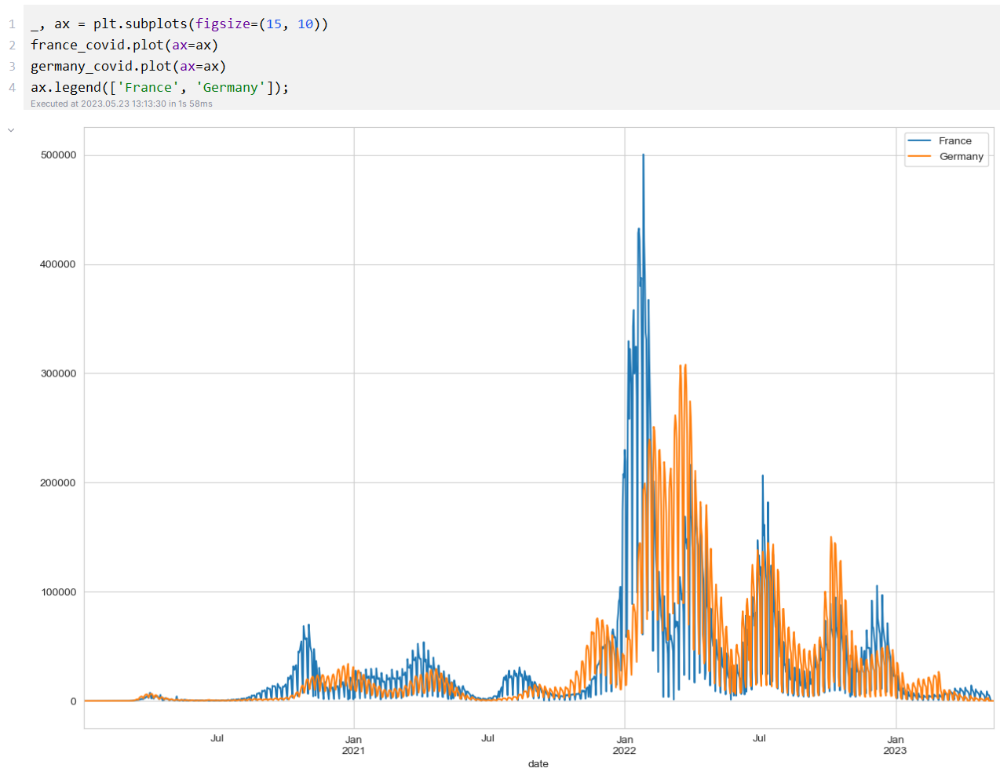 1 _, ax = plt.subplots(figsize=(15, 10))
2 france_covid.plot(ax=ax)
3 germany_covid.plot(ax=ax)
4 ax.legend(['France', 'Germany']);
Executed at 2023.05.23 13:13:30 in 1s 58ms
France
Germany
500000
400000
300000
200000
100000
0
Jul Jan Jul Jan Jul Jan
2021 2022 2023
date